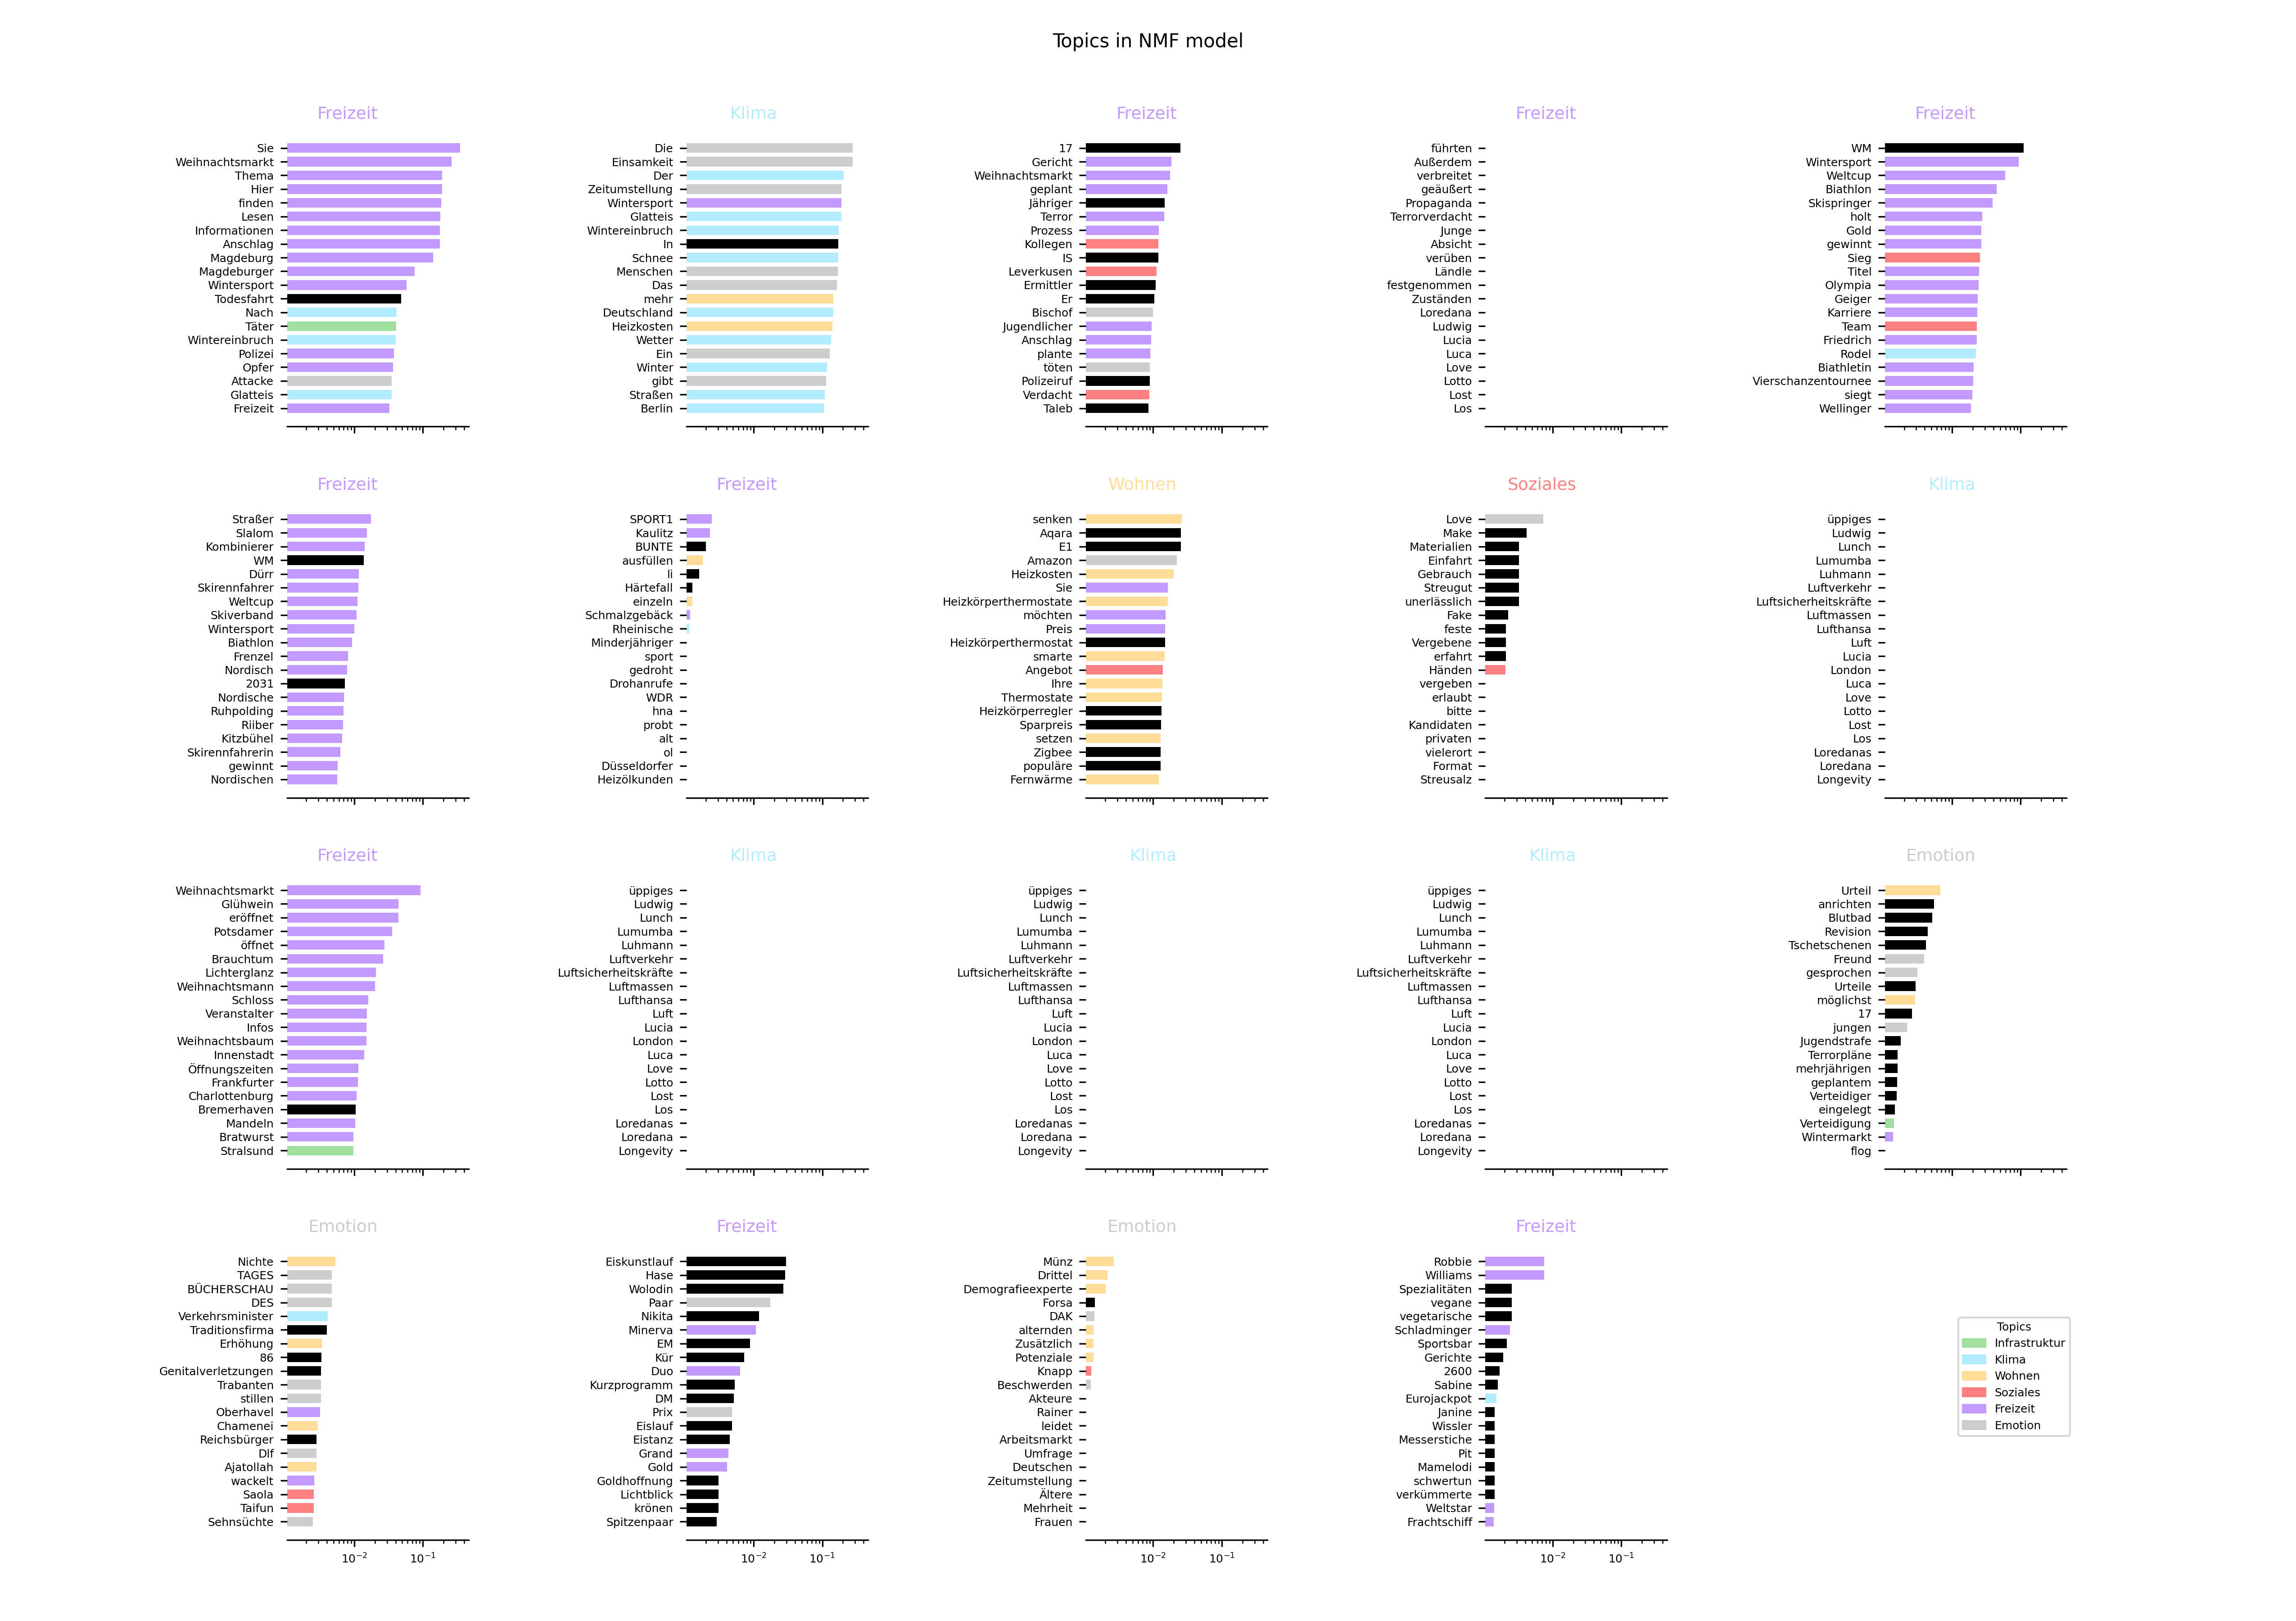 Topics in NMF model
Freizeit
Sie
Weihnachtsmarkt
Thema
Hier
finden
Lesen
Informationen
Anschlag
Magdeburg
Magdeburger
Wintersport
Todesfahrt
Nach
Täter
Wintereinbruch
Polizei
Opfer
Attacke
Glatteis
Freizeit
Klima
Die
Einsamkeit
Der
Zeitumstellung
Wintersport
Glatteis
Wintereinbruch
In
Schnee
Menschen
Das
mehr
Deutschland
Heizkosten
Wetter
Ein
Winter
gibt
Straßen
Berlin
Freizeit
17
Gericht
Weihnachtsmarkt
geplant
Jähriger
Terror
Prozess
Kollegen
IS
Leverkusen
Ermittler
Er
Bischof
Jugendlicher
Anschlag
plante
töten
Polizeiruf
Verdacht
Taleb
Freizeit
führten
Außerdem
verbreitet
geäußert
Propaganda
Terrorverdacht
Junge
Absicht
verüben
Ländle
festgenommen
Zuständen
Loredana
Ludwig
Lucia
Luca
Love
Lotto
Lost
Los
Freizeit
WM
Wintersport
Weltcup
Biathlon
Skispringer
holt
Gold
gewinnt
Sieg
Titel
Olympia
Geiger
Karriere
Team
Friedrich
Rodel
Biathletin
Vierschanzentournee
siegt
Wellinger
Freizeit
Straßer
Slalom
Kombinierer
WM
Dürr
Skirennfahrer
Weltcup
Skiverband
Wintersport
Biathlon
Frenzel
Nordisch
2031
Nordische
Ruhpolding
Riiber
Kitzbühel
Skirennfahrerin
gewinnt
Nordischen
Freizeit
SPORT1
Kaulitz
BUNTE
ausfüllen
li
Härtefall
einzeln
Schmalzgebäck
Rheinische
Minderjähriger
sport
gedroht
Drohanrufe
WDR
hna
probt
alt
ol
Düsseldorfer
Heizölkunden
Wohnen
senken
Aqara
E1
Amazon
Heizkosten
Sie
Heizkörperthermostate
möchten
Preis
Heizkörperthermostat
smarte
Angebot
Ihre
Thermostate
Heizkörperregler
Sparpreis
setzen
Zigbee
populäre
Fernwärme
Soziales
Love
Make
Materialien
Einfahrt
Gebrauch
Streugut
unerlässlich
Fake
feste
Vergebene
erfahrt
Händen
vergeben
erlaubt
bitte
Kandidaten
privaten
vielerort
Format
Streusalz
Klima
üppiges
Ludwig
Lunch
Lumumba
Luhmann
Luftverkehr
Luftsicherheitskräfte
Luftmassen
Lufthansa
Luft
Lucia
London
Luca
Love
Lotto
Lost
Los
Loredanas
Loredana
Longevity
Freizeit
Weihnachtsmarkt
Glühwein
eröffnet
Potsdamer
öffnet
Brauchtum
Lichterglanz
Weihnachtsmann
Schloss
Veranstalter
Infos
Weihnachtsbaum
Innenstadt
Öffnungszeiten
Frankfurter
Charlottenburg
Bremerhaven
Mandeln
Bratwurst
Stralsund
Klima
üppiges
Ludwig
Lunch
Lumumba
Luhmann
Luftverkehr
Luftsicherheitskräfte
Luftmassen
Lufthansa
Luft
Lucia
London
Luca
Love
Lotto
Lost
Los
Loredanas
Loredana
Longevity
Klima
üppiges
Ludwig
Lunch
Lumumba
Luhmann
Luftverkehr
Luftsicherheitskräfte
Luftmassen
Lufthansa
Luft
Lucia
London
Luca
Love
Lotto
Lost
Los
Loredanas
Loredana
Longevity
Klima
üppiges
Ludwig
Lunch
Lumumba
Luhmann
Luftverkehr
Luftsicherheitskräfte
Luftmassen
Lufthansa
Luft
Lucia
London
Luca
Love
Lotto
Lost
Los
Loredanas
Loredana
Longevity
Emotion
Urteil
anrichten
Blutbad
Revision
Tschetschenen
Freund
gesprochen
Urteile
möglichst
17
jungen
Jugendstrafe
Terrorpläne
mehrjährigen
geplantem
Verteidiger
eingelegt
Verteidigung
Wintermarkt
flog
Emotion
Nichte
TAGES
BÜCHERSCHAU
DES
Verkehrsminister
Traditionsfirma
Erhöhung
86
Genitalverletzungen
Trabanten
stillen
Oberhavel
Chamenei
Reichsbürger
Dlf
Ajatollah
wackelt
Saola
Taifun
Sehnsüchte
10⁻² 10⁻¹
Freizeit
Eiskunstlauf
Hase
Wolodin
Paar
Nikita
Minerva
EM
Kür
Duo
Kurzprogramm
DM
Prix
Eislauf
Eistanz
Grand
Gold
Goldhoffnung
Lichtblick
krönen
Spitzenpaar
10⁻² 10⁻¹
Emotion
Münz
Drittel
Demografieexperte
Forsa
DAK
alternden
Zusätzlich
Potenziale
Knapp
Beschwerden
Akteure
Rainer
leidet
Arbeitsmarkt
Umfrage
Deutschen
Zeitumstellung
Ältere
Mehrheit
Frauen
10⁻² 10⁻¹
Freizeit
Robbie
Williams
Spezialitäten
vegane
vegetarische
Schladminger
Sportsbar
Gerichte
2600
Sabine
Eurojackpot
Janine
Wissler
Messerstiche
Pit
Mamelodi
schwertun
verkümmerte
Weltstar
Frachtschiff
10⁻² 10⁻¹
Topics
Infrastruktur
Klima
Wohnen
Soziales
Freizeit
Emotion